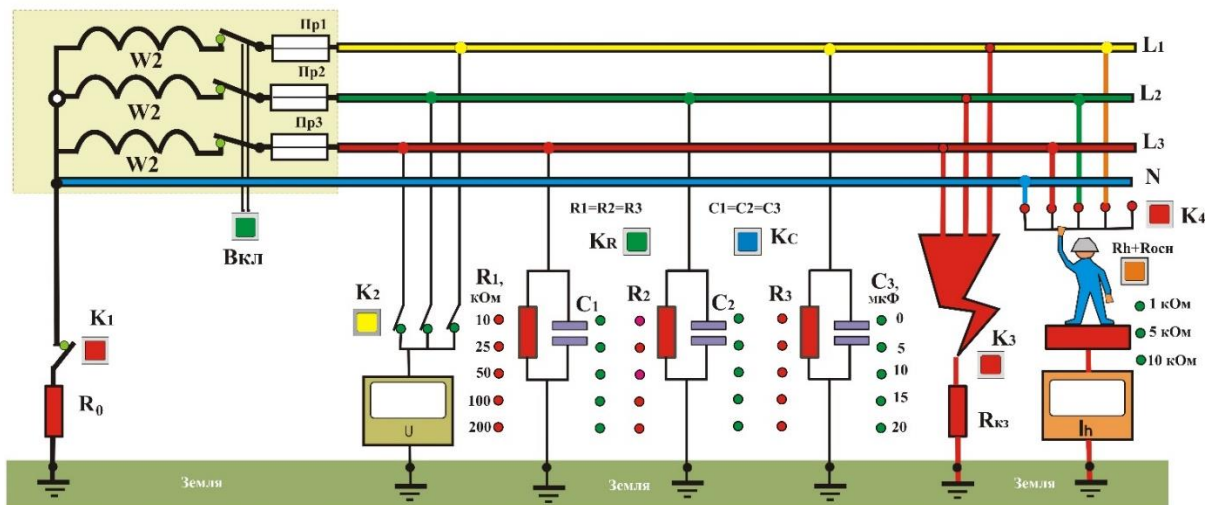 Пр1
W2
L1
Пр2
W2
L2
Пр3
W2
L3
N
Вкл
R1=R2=R3
KR
C1=C2=C3
KC
K4
Rh+Rосн
K1
K2
R1,
кОм
10
25
50
100
200
C1
R2
C2
R3
C3,
мкФ
0
5
10
15
20
K3
1 кОм
5 кОм
10 кОм
R0
U
Rкз
Ih
Земля
Земля
Земля